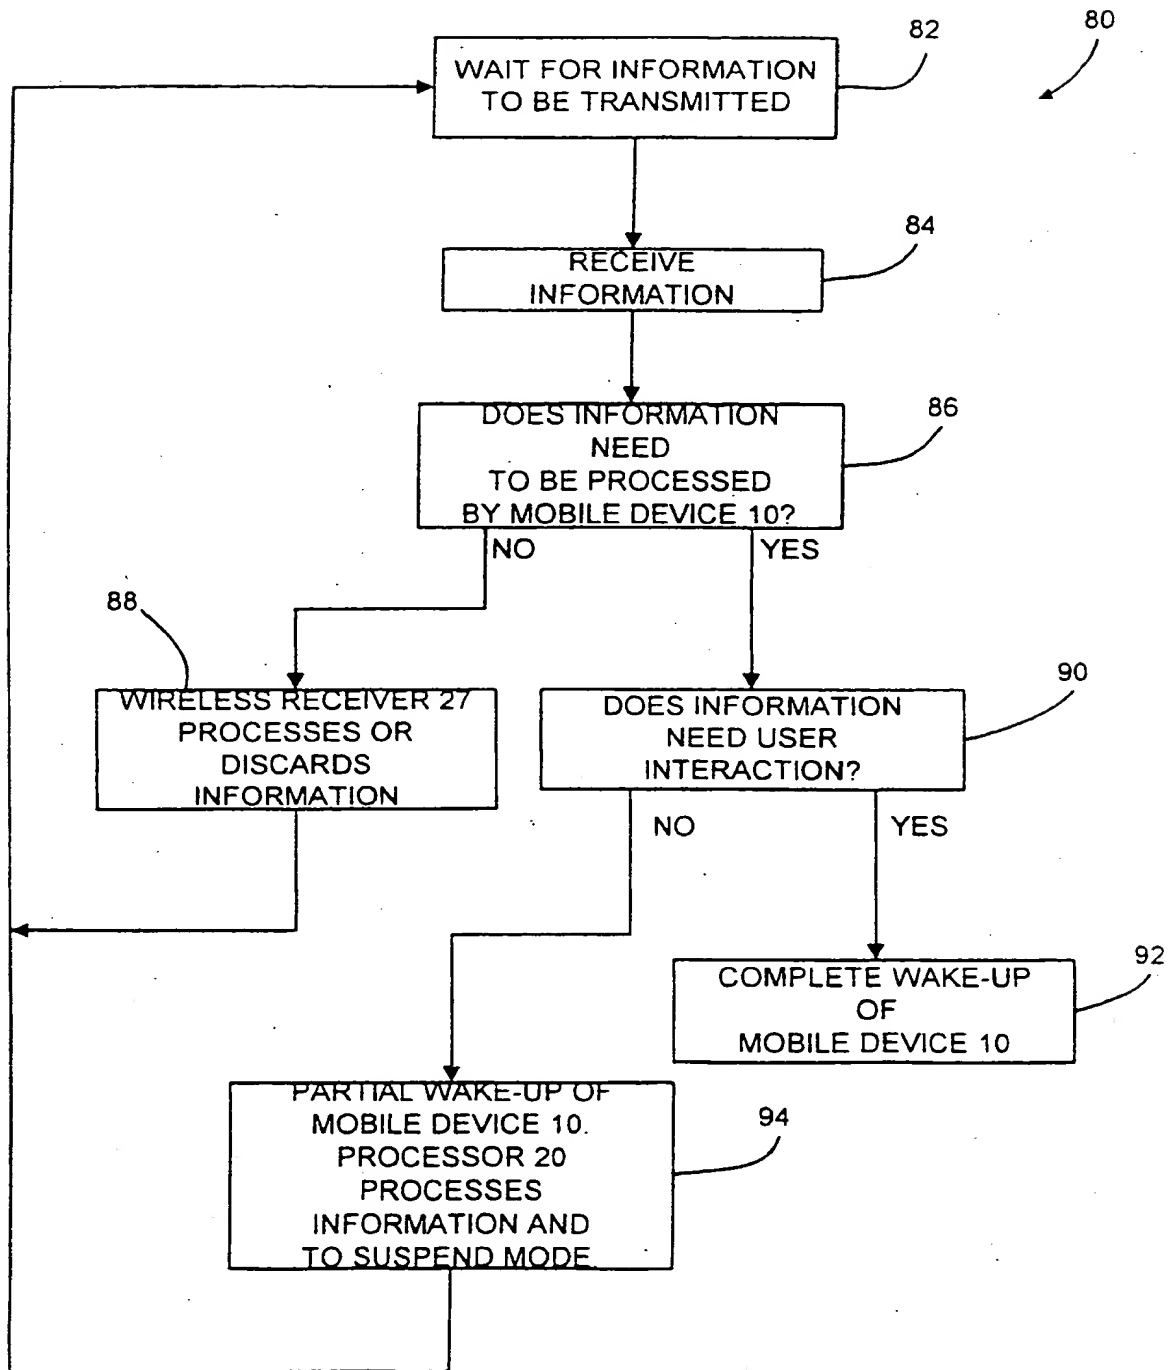 82
80
WAIT FOR INFORMATION
TO BE TRANSMITTED
84
RECEIVE
INFORMATION
86
DOES INFORMATION
NEED
TO BE PROCESSED
BY MOBILE DEVICE 10?
NO
YES
88
WIRELESS RECEIVER 27
PROCESSES OR
DISCARDS
INFORMATION
90
DOES INFORMATION
NEED USER
INTERACTION?
NO
YES
92
COMPLETE WAKE-UP
OF
MOBILE DEVICE 10
94
PARTIAL WAKE-UP OF
MOBILE DEVICE 10.
PROCESSOR 20
PROCESSES
INFORMATION AND
TO SUSPEND MODE